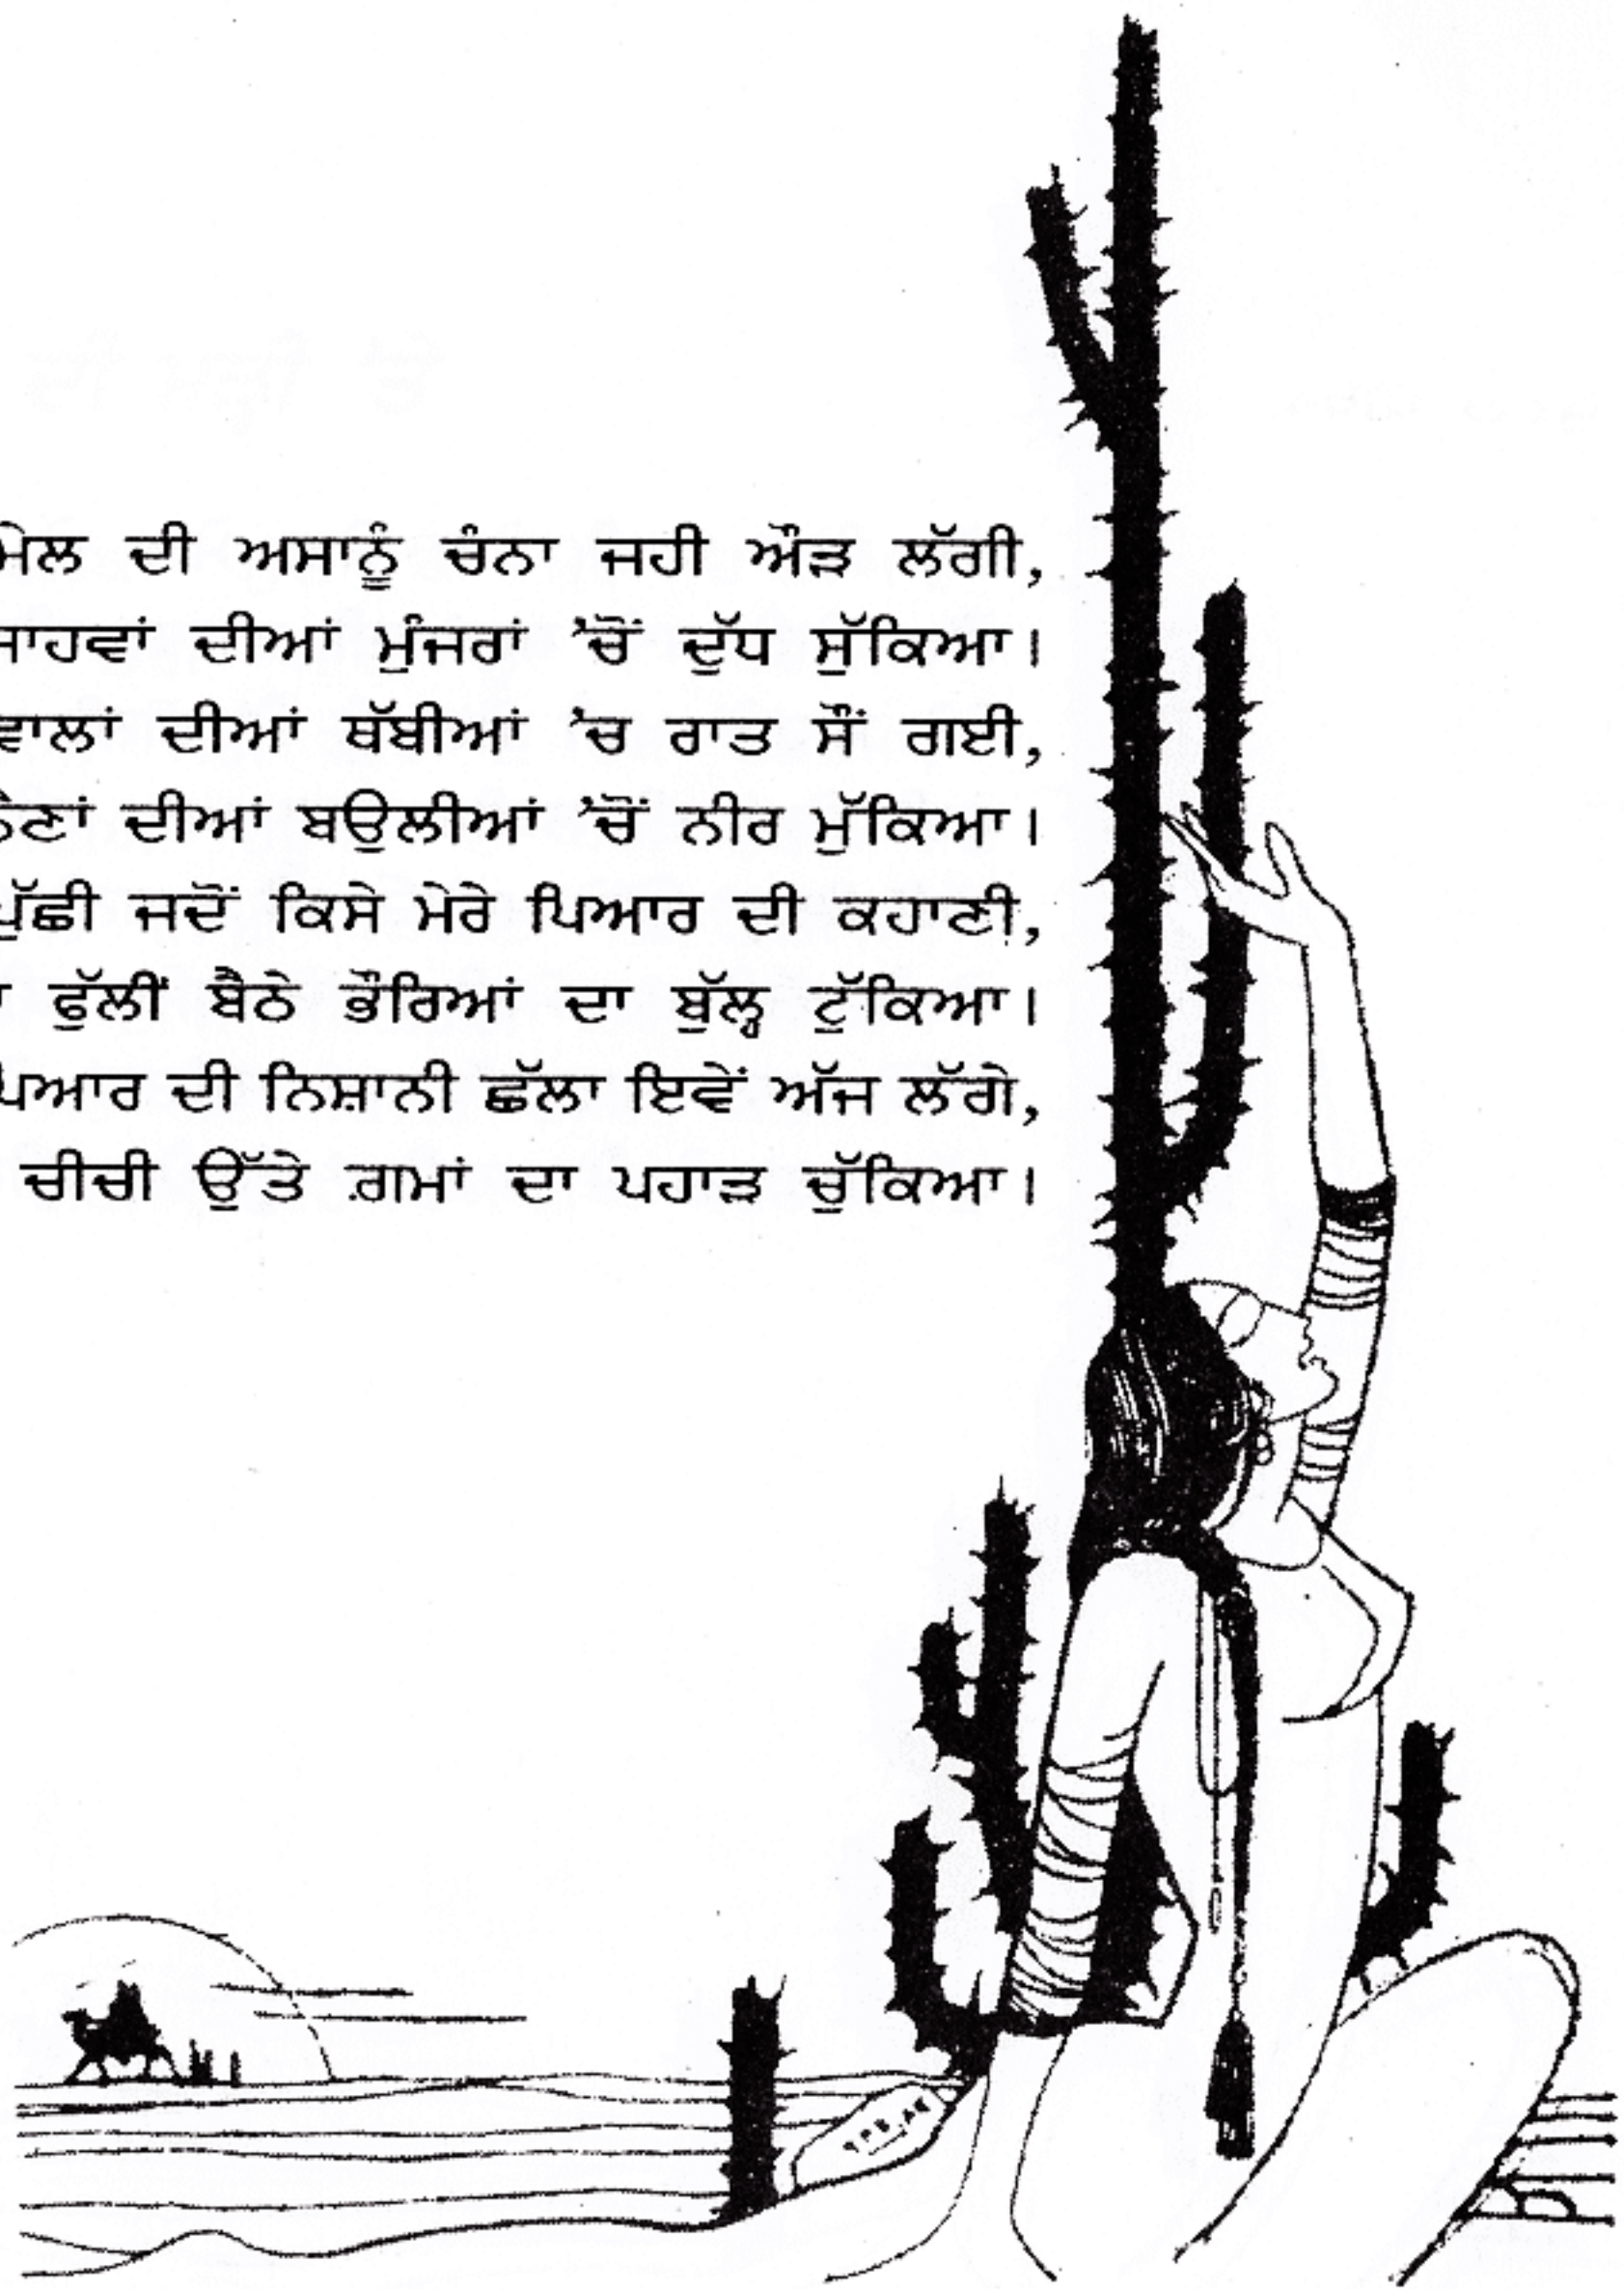 ਮੇਲ ਦੀ ਅਸਾਨੂੰ ਚੰਨਾ ਜਹੀ ਔੜ ਲੱਗੀ,
ਸਾਹਵਾਂ ਦੀਆਂ ਮੁੰਜਰਾਂ 'ਚੋਂ ਦੁੱਧ ਸੁੱਕਿਆ।
ਵਾਲਾਂ ਦੀਆਂ ਥੱਬੀਆਂ 'ਚ ਰਾਤ ਸੌਂ ਗਈ,
ਨੇਣਾਂ ਦੀਆਂ ਬਉਲੀਆਂ 'ਚੋਂ ਨੀਰ ਮੁੱਕਿਆ।
ਪੁੱਛੀ ਜਦੋਂ ਕਿਸੇ ਮੇਰੇ ਪਿਆਰ ਦੀ ਕਹਾਣੀ,
ਫੁੱਲੀਂ ਬੈਠੇ ਭੌਰਿਆਂ ਦਾ ਬੁੱਲ੍ਹ ਟੁੱਕਿਆ।
ਪਿਆਰ ਦੀ ਨਿਸ਼ਾਨੀ ਛੱਲਾ ਇਵੇਂ ਅੱਜ ਲੱਗੇ,
ਚੀਚੀ ਉੱਤੇ ਗ਼ਮਾਂ ਦਾ ਪਹਾੜ ਚੁੱਕਿਆ।